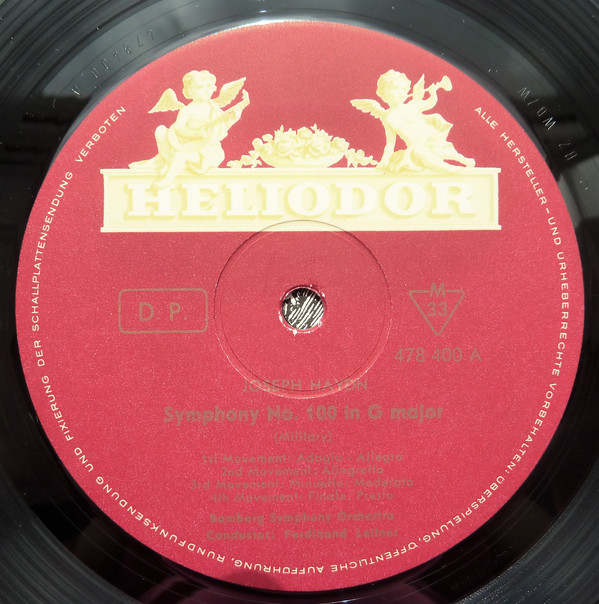 HELIODOR
D P.
M
33
478 400 A
JOSEPH HAYDN
Symphony No. 100 in G major
(Military)
1st Movement: Adagio - Allegro
2nd Movement: Allegretto
3rd Movement: Minuetto: Moderato
4th Movement: Finale: Presto
Bamberg Symphony Orchestra
Conductor: Ferdinand Leitner
ALLE HERSTELLER- UND URHEBERRECHTE VORBEHALTEN: ÜBERSPIELUNG, ÖFFENTLICHE AUFFÜHRUNG, RUNDFUNKSENDUNG UND FIXIERUNG DER SCHALLPLATTENSENDUNG VERBOTEN